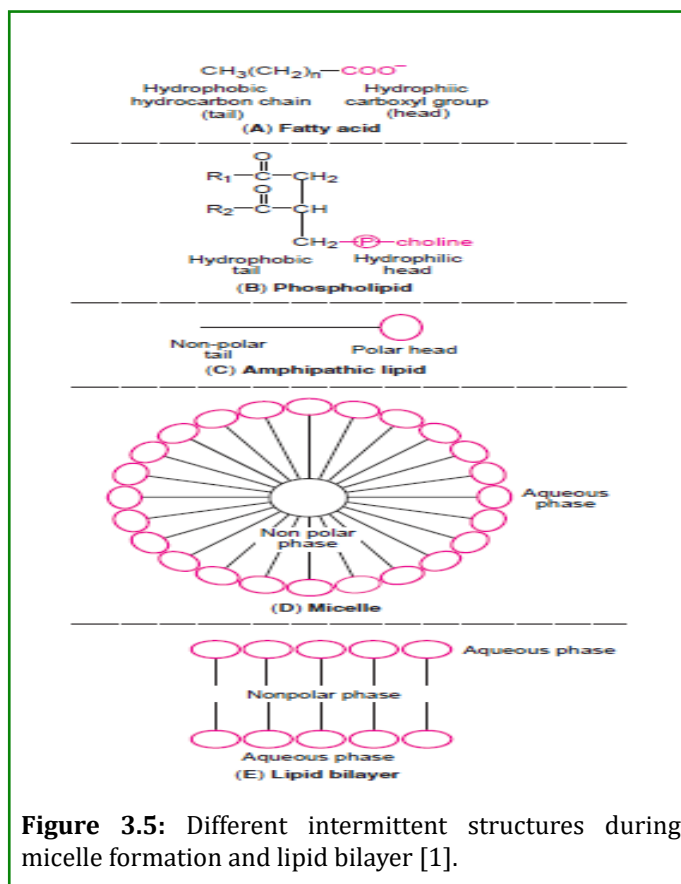 CH3(CH2)n—COO−
Hydrophobic Hydrophiic
hydrocarbon chain carboxyl group
(tail) (head)
(A) Fatty acid
O
R1—C—CH2
O
R2—C—CH
CH2—P—choline
Hydrophobic Hydrophilic
tail head
(B) Phospholipid
Non-polar Polar head
tail
(C) Amphipathic lipid
Aqueous
phase
Non polar
phase
(D) Micelle
Aqueous phase
Nonpolar phase
Aqueous phase
(E) Lipid bilayer
Figure 3.5: Different intermittent structures during
micelle formation and lipid bilayer [1].